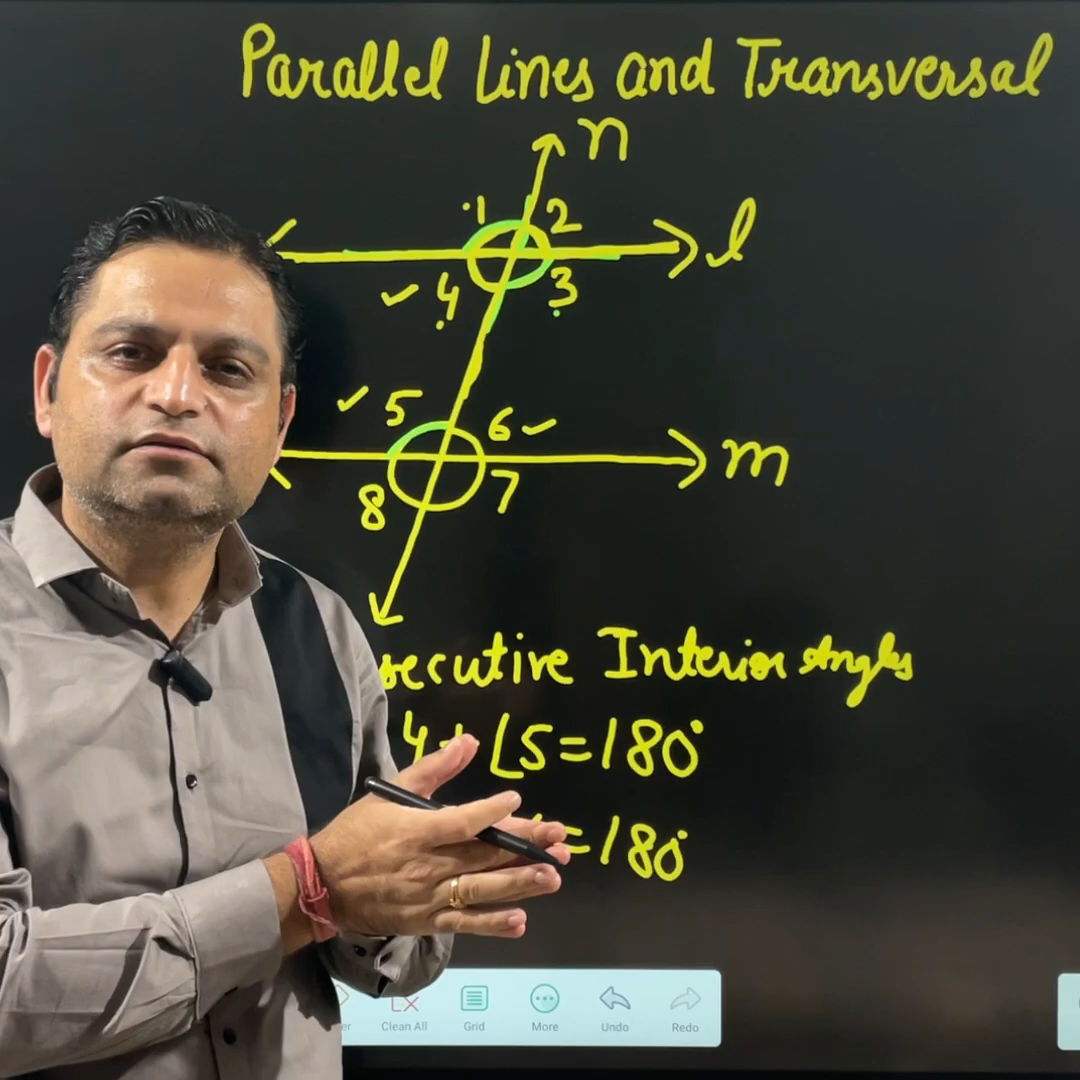 Parallel Lines and Transversal
n
1 2
l
4 3
5 6
m
8 7
secutive Interior Angles
4+ ∠5=180°
=180°
Clean All Grid More Undo Redo